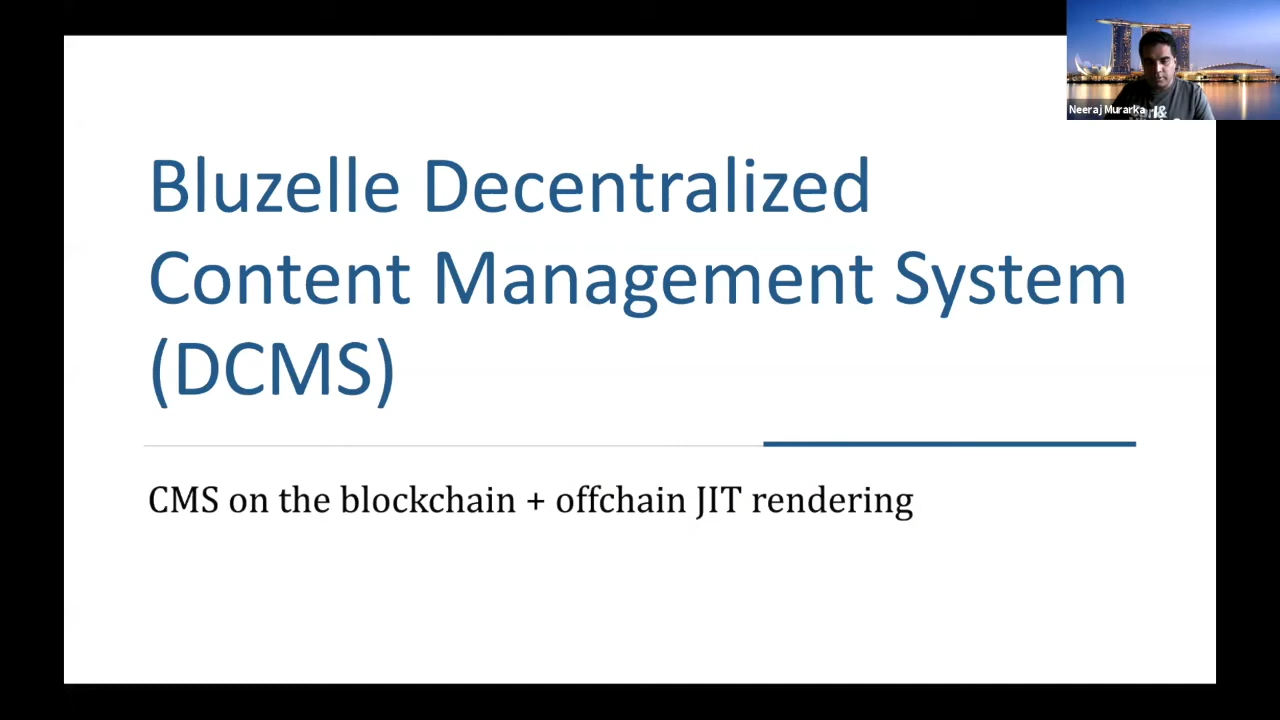 Neeraj Murarka
Bluzelle Decentralized
Content Management System
(DCMS)
CMS on the blockchain + offchain JIT rendering